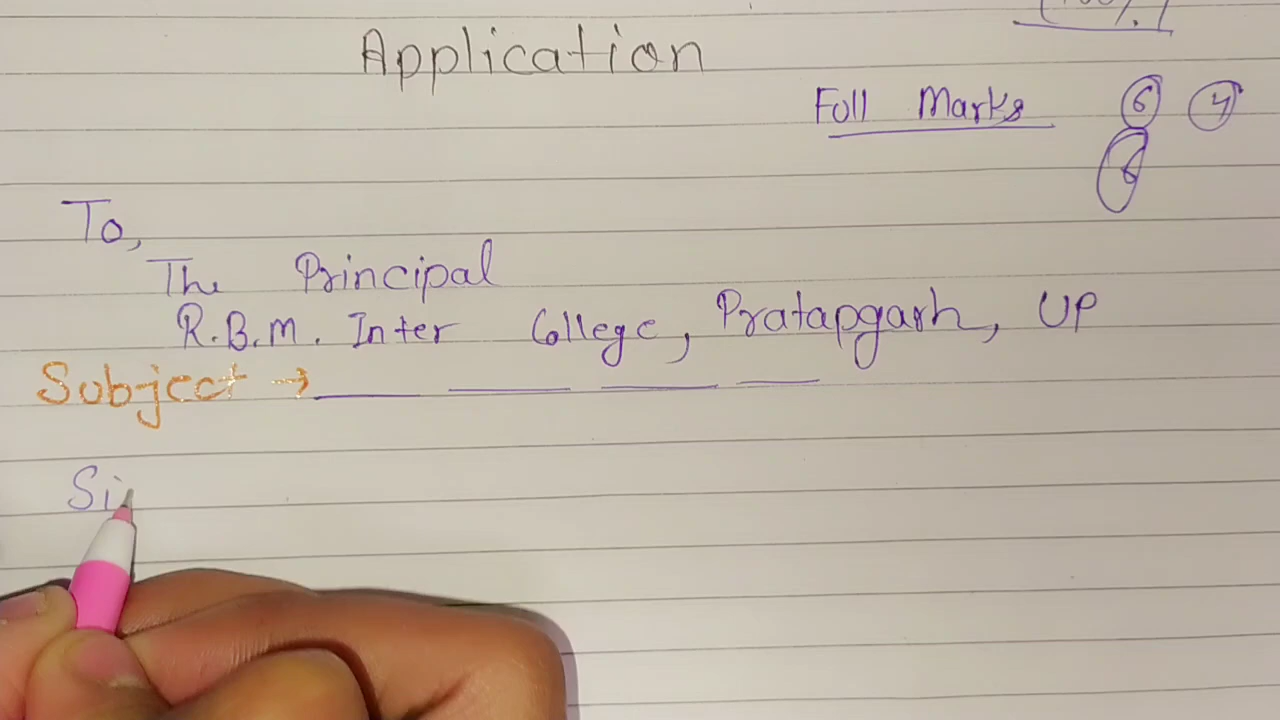 Application
Full Marks 6 4
6
To,
The Principal
R.B.M. Inter College, Pratapgarh, UP
Subject →
Si